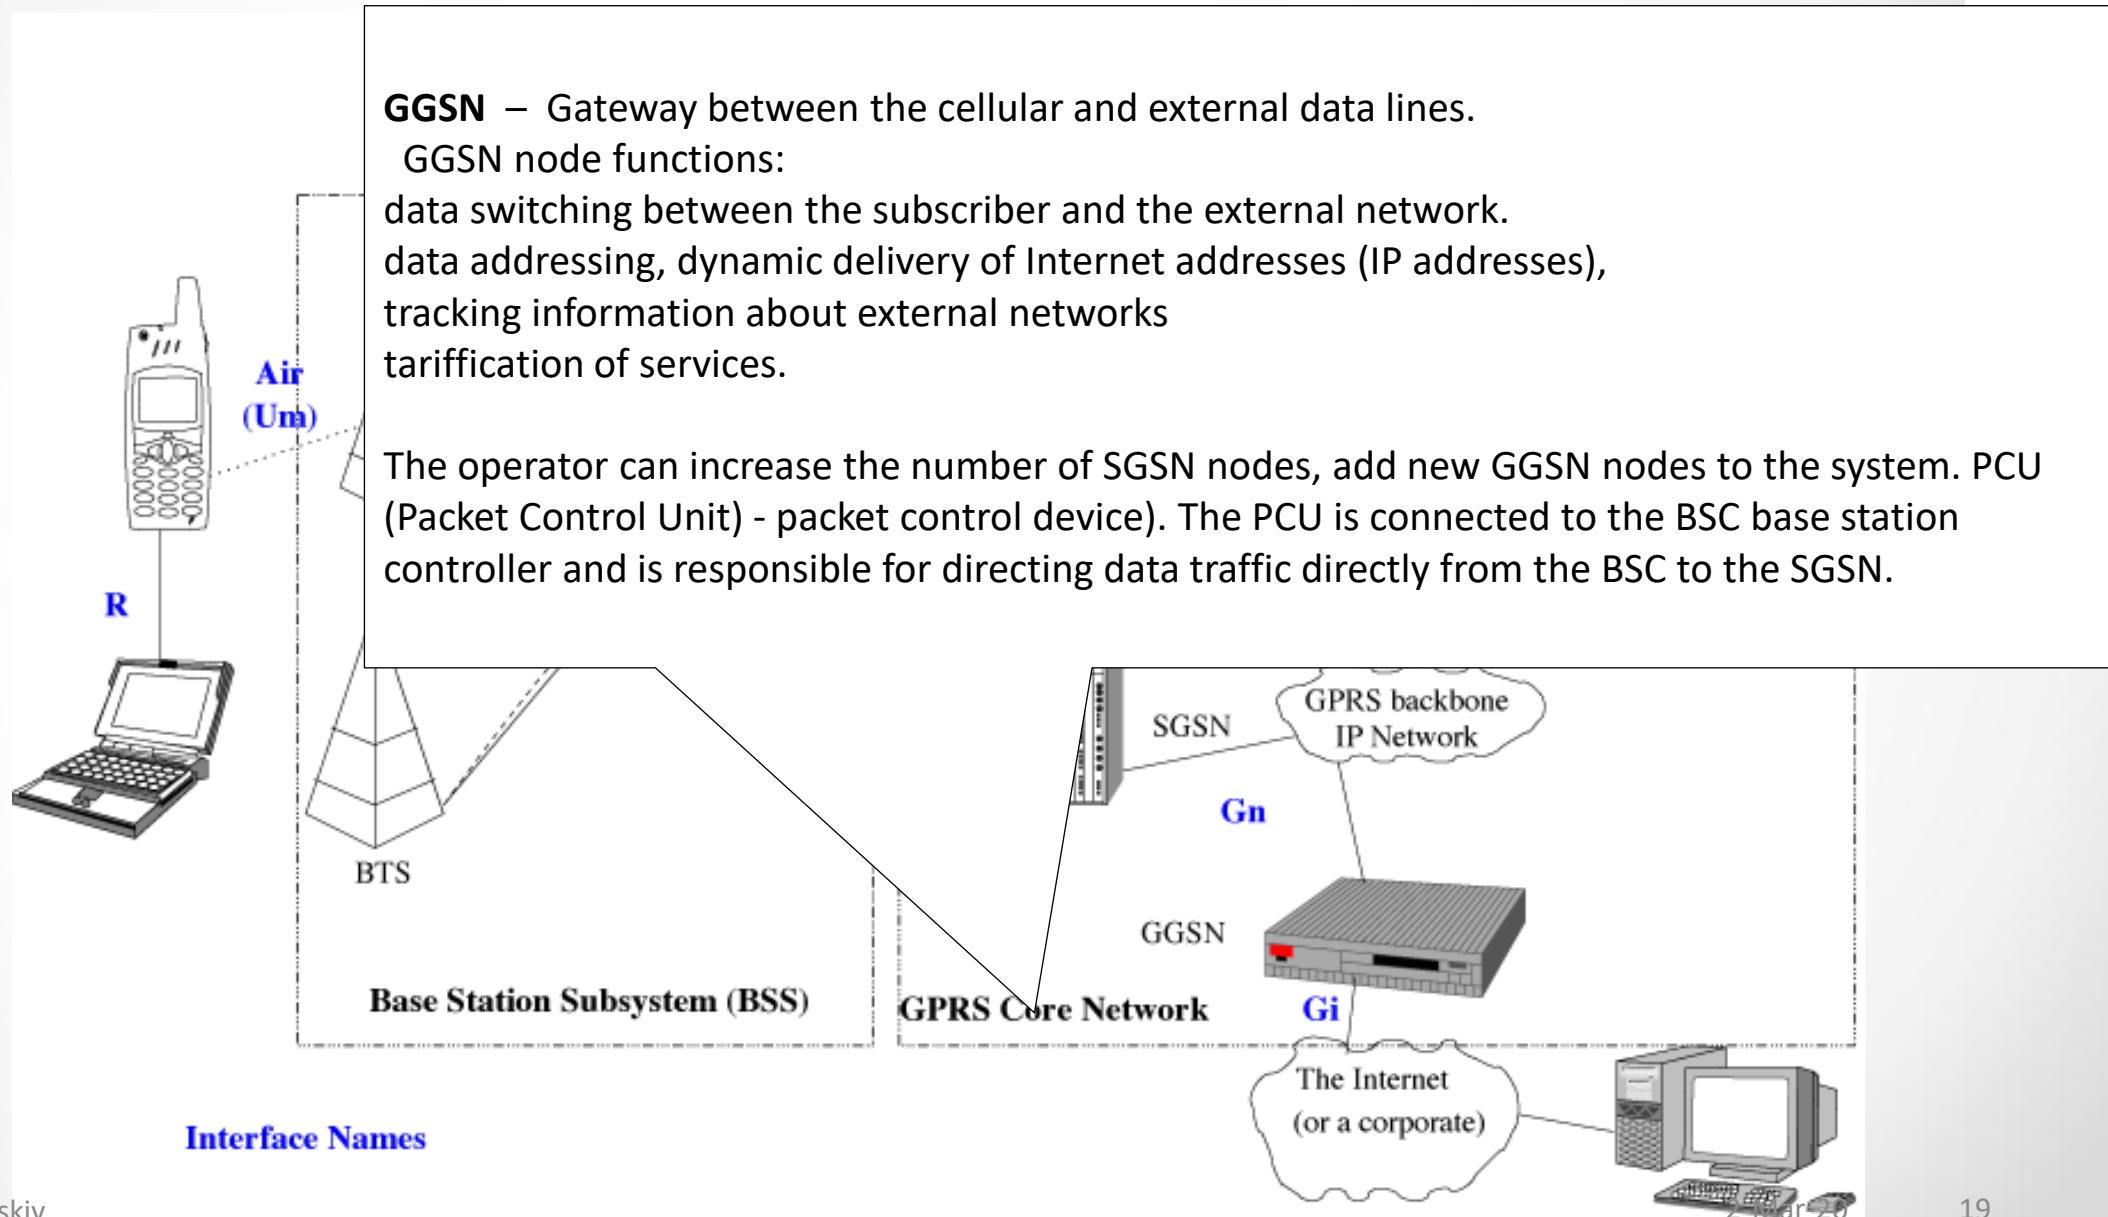 GGSN – Gateway between the cellular and external data lines.
GGSN node functions:
data switching between the subscriber and the external network.
data addressing, dynamic delivery of Internet addresses (IP addresses),
tracking information about external networks
tariffication of services.
The operator can increase the number of SGSN nodes, add new GGSN nodes to the system. PCU
(Packet Control Unit) - packet control device). The PCU is connected to the BSC base station
controller and is responsible for directing data traffic directly from the BSC to the SGSN.
Air
(Um)
R
BTS
Base Station Subsystem (BSS)
SGSN
GPRS backbone
IP Network
Gn
GGSN
GPRS Core Network
Gi
The Internet
(or a corporate)
Interface Names
skiy
2-Mar-20
19